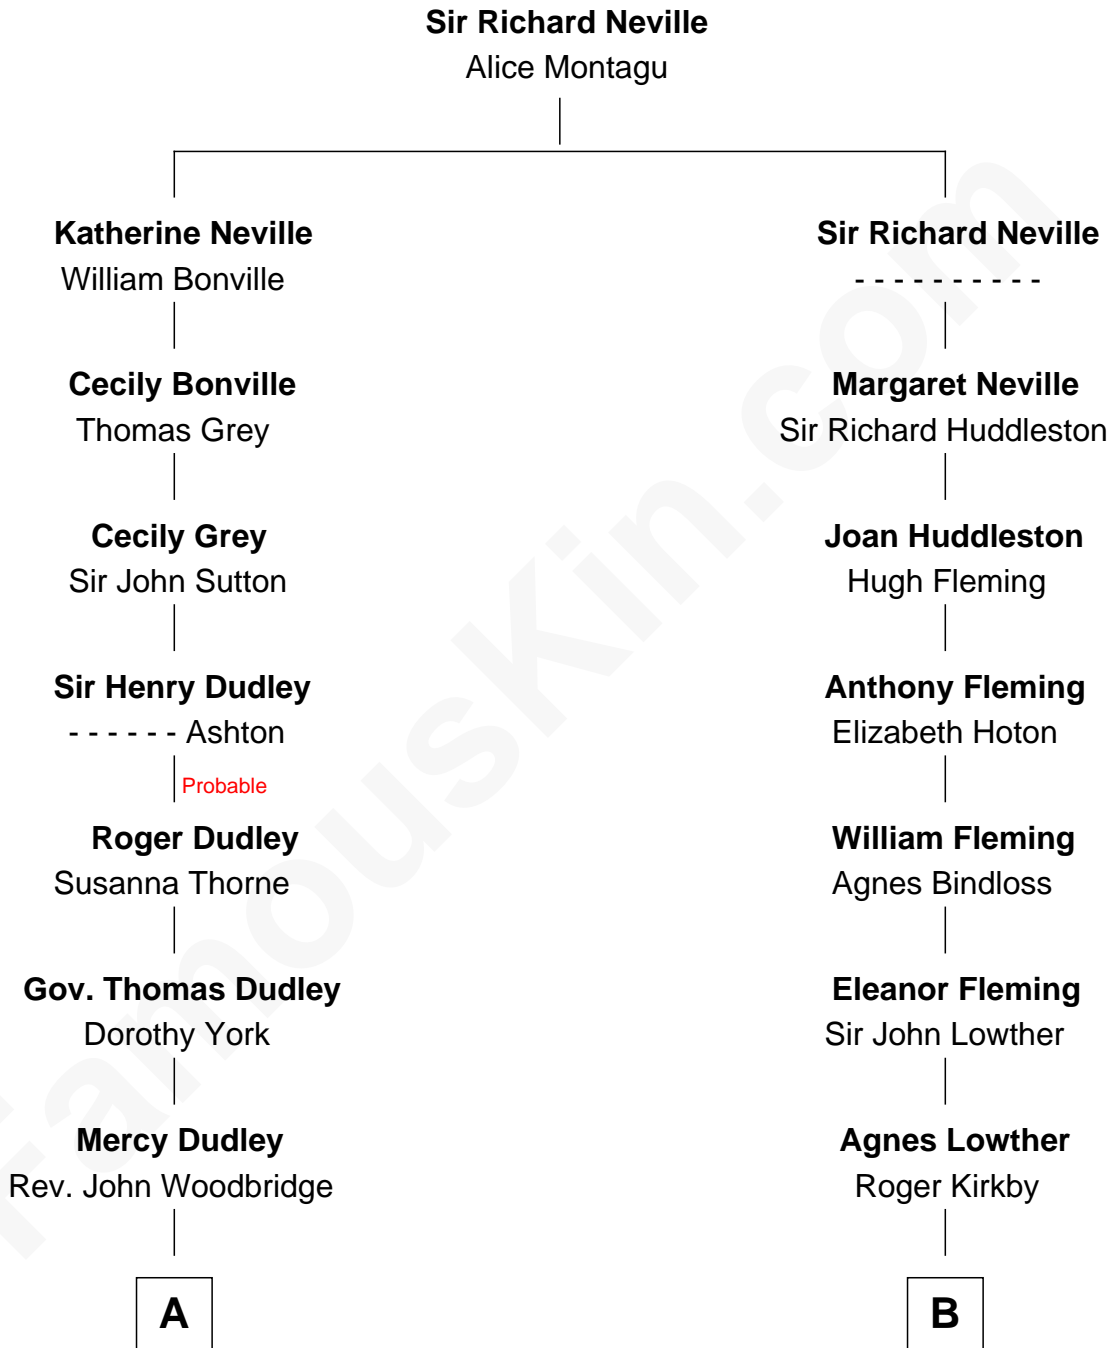 Sir Richard Neville
Alice Montagu
Katherine Neville
William Bonville
Sir Richard Neville
- - - - - - - - - -
Cecily Bonville
Thomas Grey
Margaret Neville
Sir Richard Huddleston
Cecily Grey
Sir John Sutton
Joan Huddleston
Hugh Fleming
Sir Henry Dudley
- - - - - - Ashton
Anthony Fleming
Elizabeth Hoton
Probable
Roger Dudley
Susanna Thorne
William Fleming
Agnes Bindloss
Gov. Thomas Dudley
Dorothy York
Eleanor Fleming
Sir John Lowther
Mercy Dudley
Rev. John Woodbridge
Agnes Lowther
Roger Kirkby
A
B
FamousKin.com